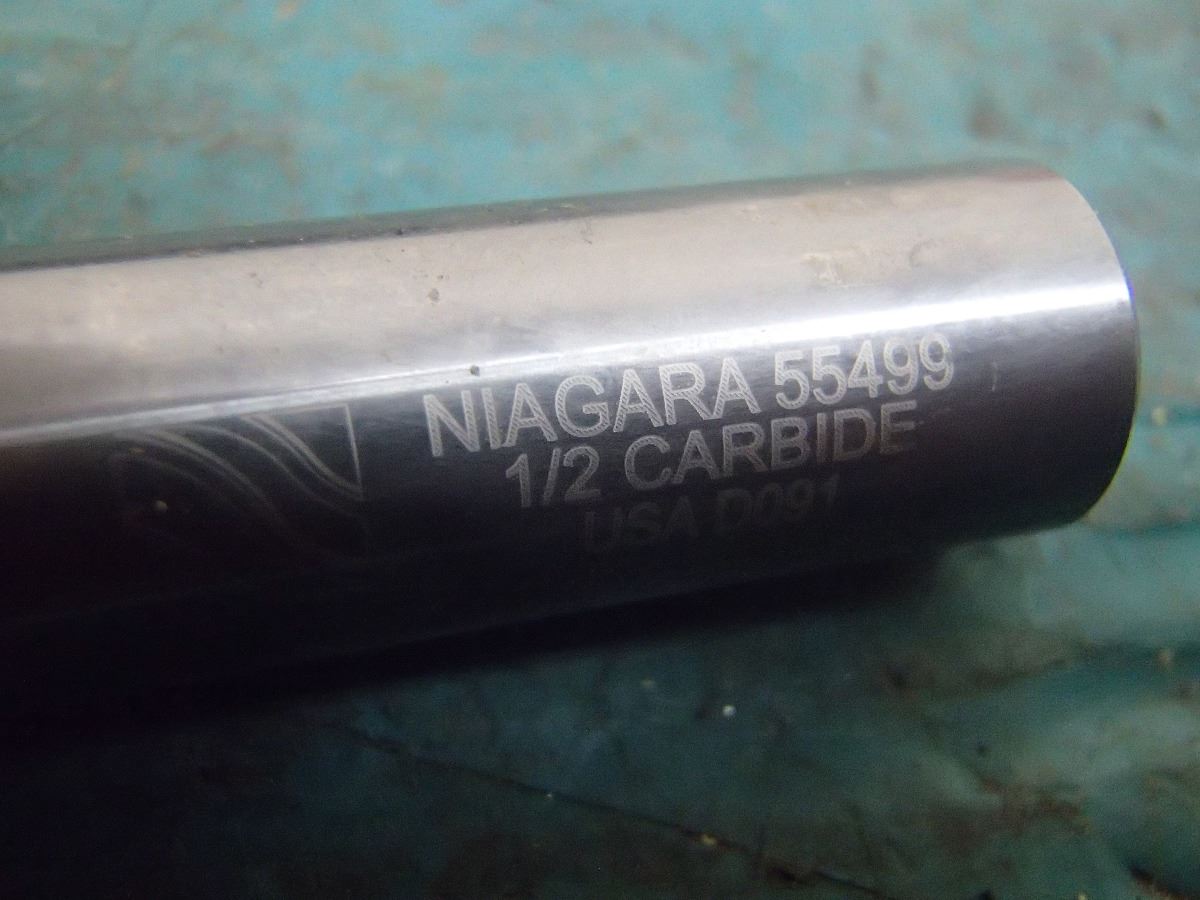 NIAGARA 55499
1/2 CARBIDE
USA D091